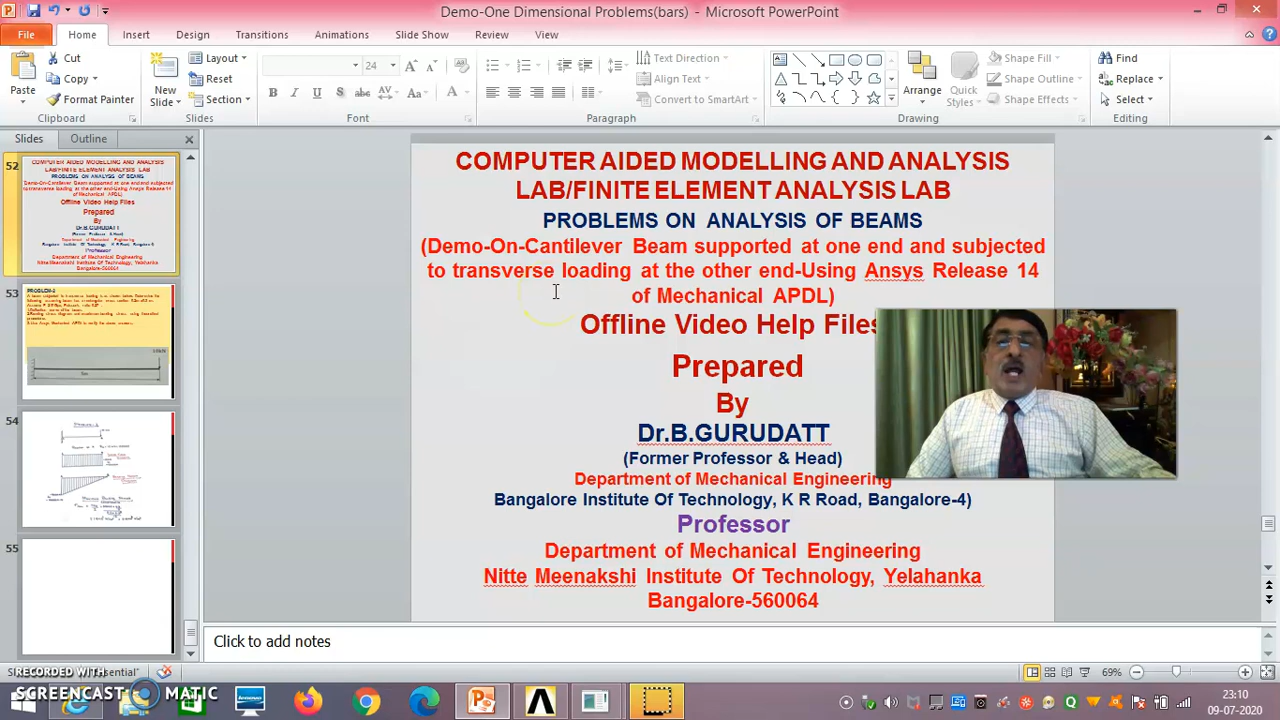 Demo-One Dimensional Problems(bars) - Microsoft PowerPoint
File Home Insert Design Transitions Animations Slide Show Review View
Paste
Cut
Copy
Format Painter
Clipboard
New Slide
Layout
Reset
Section
Slides
24
Font
Text Direction
Align Text
Convert to SmartArt
Paragraph
Arrange
Quick Styles
Shape Fill
Shape Outline
Shape Effects
Drawing
Find
Replace
Select
Editing
Slides Outline
52
53
54
55
COMPUTER AIDED MODELLING AND ANALYSIS
LAB/FINITE ELEMENT ANALYSIS LAB
PROBLEMS ON ANALYSIS OF BEAMS
(Demo-On-Cantilever Beam supported at one end and subjected
to transverse loading at the other end-Using Ansys Release 14
of Mechanical APDL)
Offline Video Help Files
Prepared
By
Dr.B.GURUDATT
(Former Professor & Head)
Department of Mechanical Engineering
Bangalore Institute Of Technology, K R Road, Bangalore-4)
Professor
Department of Mechanical Engineering
Nitte Meenakshi Institute Of Technology, Yelahanka
Bangalore-560064
Click to add notes
RECORDED WITH
SCREENCAST MATIC
69%
23:10
09-07-2020